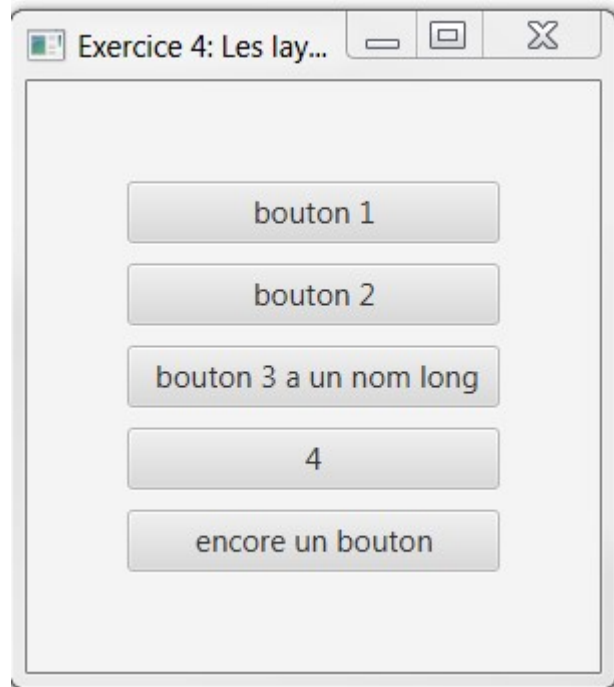 Exercice 4: Les lay...
bouton 1
bouton 2
bouton 3 a un nom long
4
encore un bouton